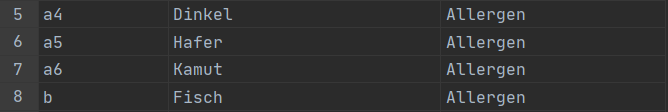 5 a4 Dinkel Allergen
6 a5 Hafer Allergen
7 a6 Kamut Allergen
8 b Fisch Allergen